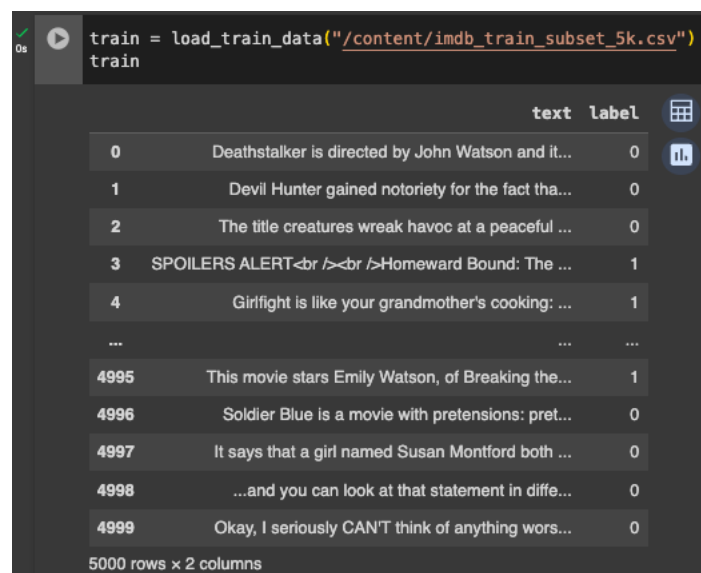 train = load_train_data("/content/imdb_train_subset_5k.csv")
0s
train
text label
0 Deathstalker is directed by John Watson and it... 0
1 Devil Hunter gained notoriety for the fact tha... 0
2 The title creatures wreak havoc at a peaceful ... 0
3 SPOILERS ALERT<br /><br />Homeward Bound: The ... 1
4 Girlfight is like your grandmother's cooking: ... 1
... ... ...
4995 This movie stars Emily Watson, of Breaking the... 1
4996 Soldier Blue is a movie with pretensions: pret... 0
4997 It says that a girl named Susan Montford both ... 0
4998 ...and you can look at that statement in diffe... 0
4999 Okay, I seriously CAN'T think of anything wors... 0
5000 rows × 2 columns